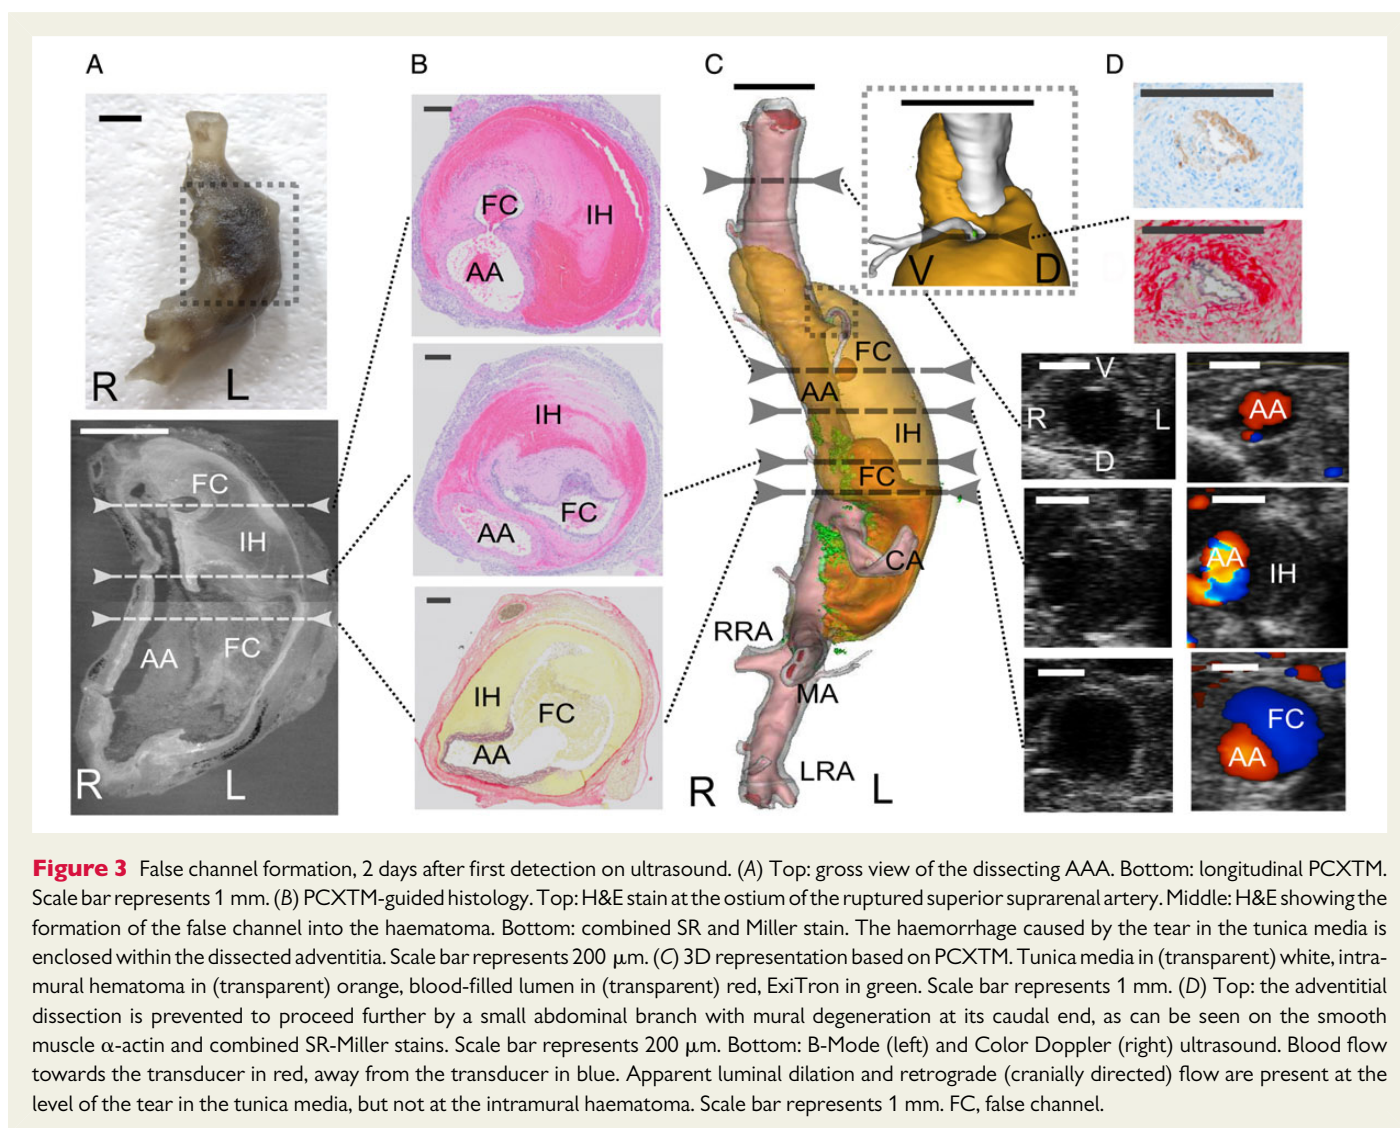 A
B
C
D
R
L
FC
IH
AA
FC
R
L
FC
IH
AA
IH
FC
AA
IH
FC
AA
FC
AA
IH
FC
CA
RRA
MA
LRA
R
L
V
D
V
R
L
D
AA
AA
IH
FC
AA
Figure 3 False channel formation, 2 days after first detection on ultrasound. (A) Top: gross view of the dissecting AAA. Bottom: longitudinal PCXTM.
Scale bar represents 1 mm. (B) PCXTM-guided histology. Top: H&E stain at the ostium of the ruptured superior suprarenal artery. Middle: H&E showing the
formation of the false channel into the haematoma. Bottom: combined SR and Miller stain. The haemorrhage caused by the tear in the tunica media is
enclosed within the dissected adventitia. Scale bar represents 200 μm. (C) 3D representation based on PCXTM. Tunica media in (transparent) white, intra-
mural hematoma in (transparent) orange, blood-filled lumen in (transparent) red, ExiTron in green. Scale bar represents 1 mm. (D) Top: the adventitial
dissection is prevented to proceed further by a small abdominal branch with mural degeneration at its caudal end, as can be seen on the smooth
muscle α-actin and combined SR-Miller stains. Scale bar represents 200 μm. Bottom: B-Mode (left) and Color Doppler (right) ultrasound. Blood flow
towards the transducer in red, away from the transducer in blue. Apparent luminal dilation and retrograde (cranially directed) flow are present at the
level of the tear in the tunica media, but not at the intramural haematoma. Scale bar represents 1 mm. FC, false channel.